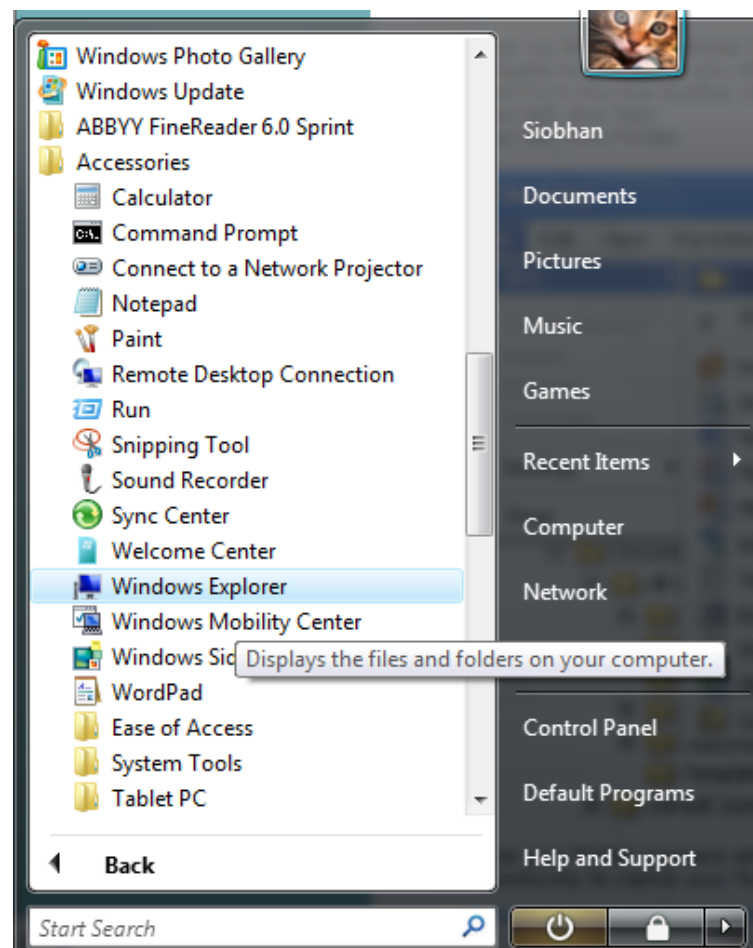 Windows Photo Gallery
Windows Update
ABBYY FineReader 6.0 Sprint
Accessories
Calculator
C:\.
Command Prompt
Connect to a Network Projector
Notepad
Paint
Remote Desktop Connection
Run
Snipping Tool
Sound Recorder
Sync Center
Welcome Center
Windows Explorer
Windows Mobility Center
Windows Sid
Displays the files and folders on your computer.
WordPad
Ease of Access
System Tools
Tablet PC
Back
Start Search
Siobhan
Documents
Pictures
Music
Games
Recent Items
Computer
Network
Control Panel
Default Programs
Help and Support